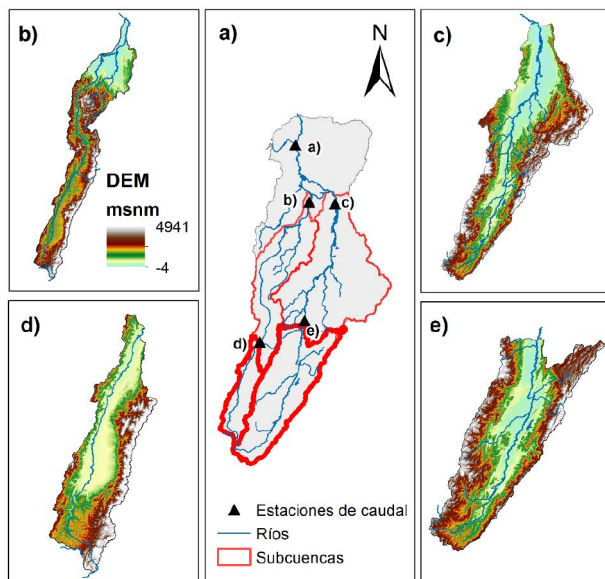 b)
DEM
msnm
4941
-4
a)
N
a)
b)
c)
d)
e)
Estaciones de caudal
Ríos
Subcuencas
c)
d)
e)